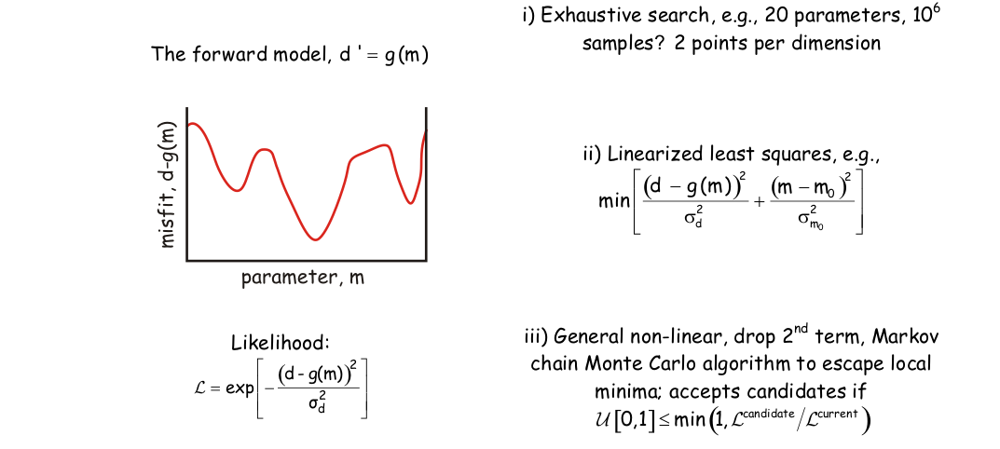 The forward model, d ' = g(m)
misfit, d-g(m)
parameter, m
Likelihood:
ℒ = exp[ - (d - g(m))² / σ_d² ]
i) Exhaustive search, e.g., 20 parameters, 10⁶
samples? 2 points per dimension
ii) Linearized least squares, e.g.,
min[ (d - g(m))² / σ_d² + (m - m₀)² / σ_m₀² ]
iii) General non-linear, drop 2ⁿᵈ term, Markov
chain Monte Carlo algorithm to escape local
minima; accepts candidates if
𝒰[0,1] ≤ min(1, ℒ^candidate / ℒ^current)